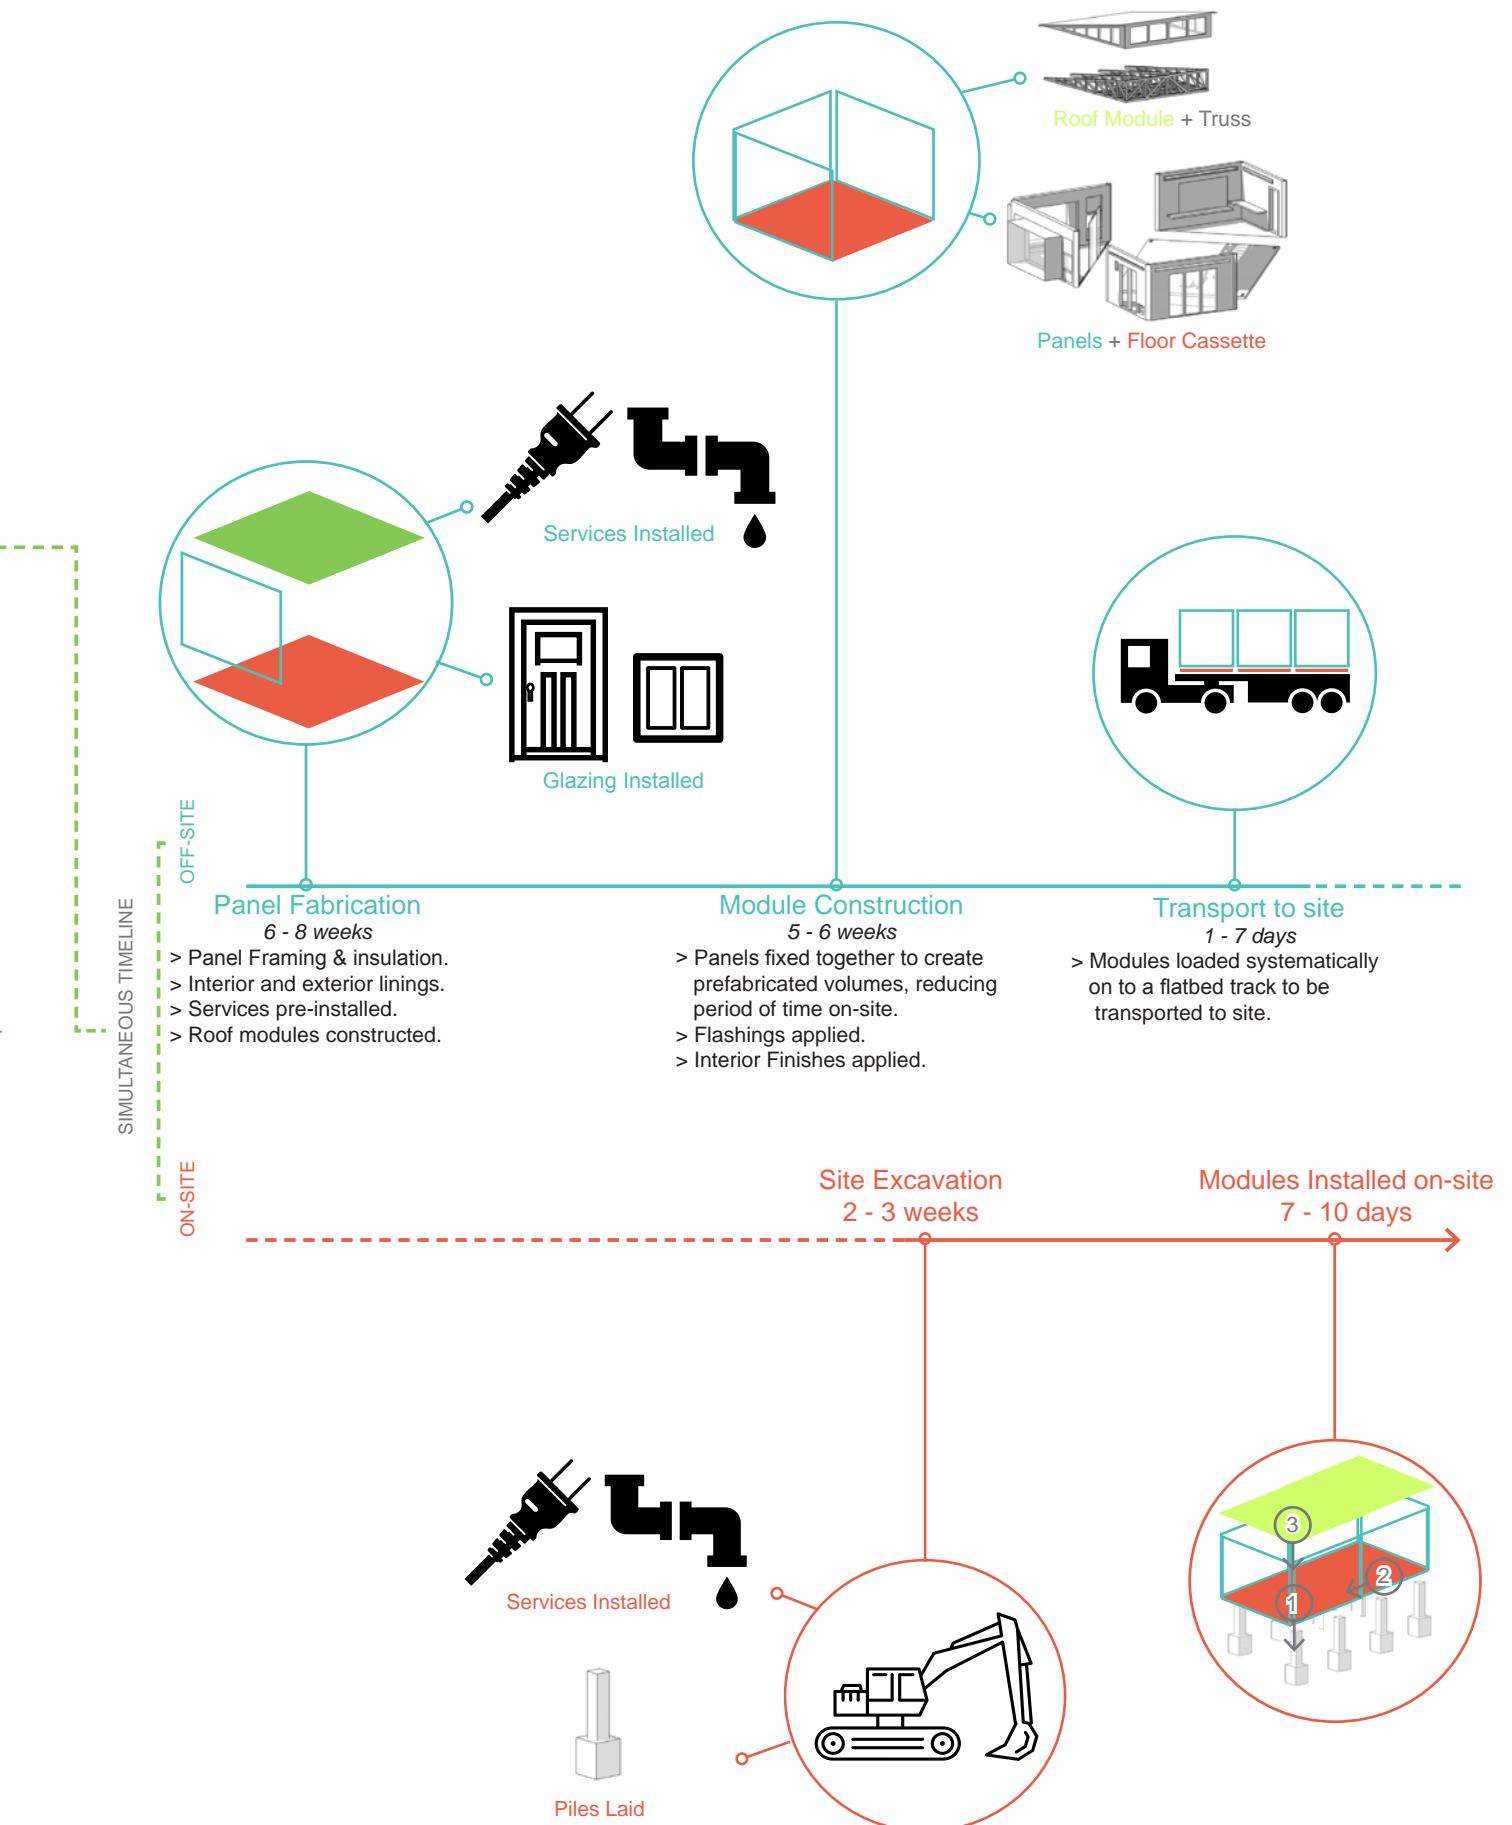 Roof Module + Truss
Panels + Floor Cassette
Services Installed
Glazing Installed
OFF-SITE
SIMULTANEOUS TIMELINE
ON-SITE
Panel Fabrication
6 - 8 weeks
> Panel Framing & insulation.
> Interior and exterior linings.
> Services pre-installed.
> Roof modules constructed.
Module Construction
5 - 6 weeks
> Panels fixed together to create
prefabricated volumes, reducing
period of time on-site.
> Flashings applied.
> Interior Finishes applied.
Transport to site
1 - 7 days
> Modules loaded systematically
on to a flatbed track to be
transported to site.
Site Excavation
2 - 3 weeks
Modules Installed on-site
7 - 10 days
Services Installed
Piles Laid
3
2
1